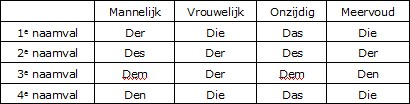 Mannelijk Vrouwelijk Onzijdig Meervoud
1e naamval Der Die Das Die
2e naamval Des Der Des Der
3e naamval Dem Der Dem Den
4e naamval Den Die Das Die